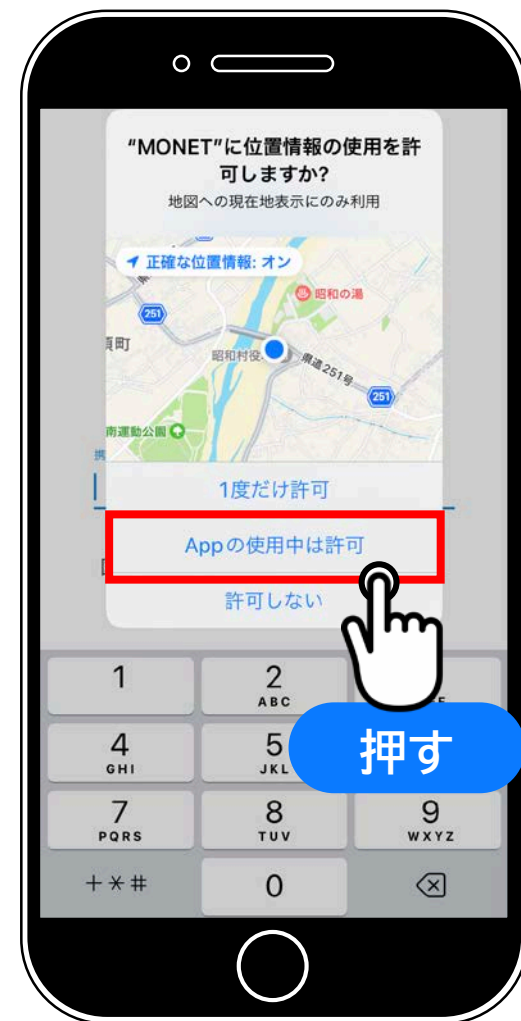 “MONET”に位置情報の使用を許
可しますか?
地図への現在地表示にのみ利用
正確な位置情報: オン
昭和の湯
251
町
昭和村役
県道251号
251
南運動公園
1度だけ許可
Appの使用中は許可
許可しない
1
2
ABC
4
GHI
5
JKL
押す
7
PQRS
8
TUV
9
WXYZ
+*#
0